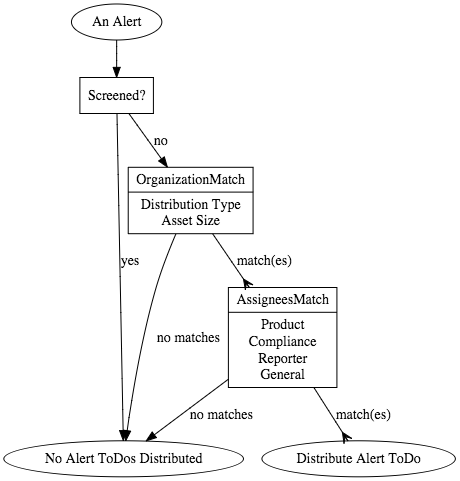 An Alert
Screened?
no
OrganizationMatch
Distribution Type
Asset Size
yes
match(es)
AssigneesMatch
Product
Compliance
Reporter
General
no matches
no matches
match(es)
No Alert ToDos Distributed
Distribute Alert ToDo